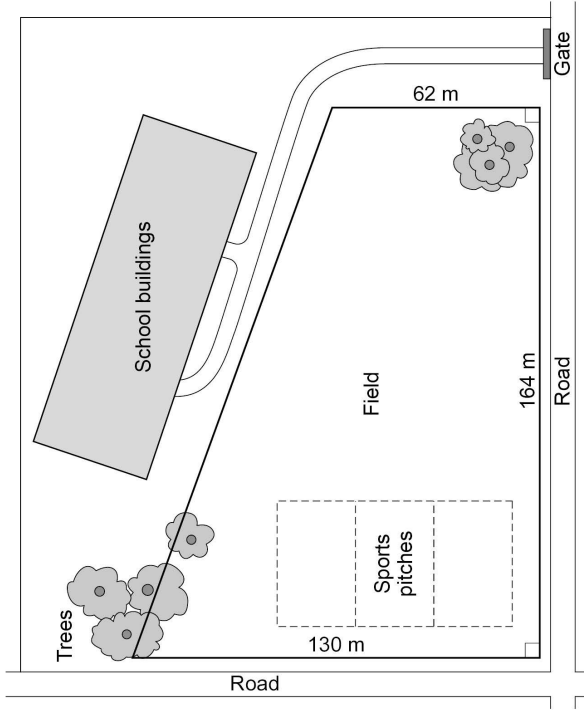 Gate
62 m
School buildings
164 m
Road
Field
Sports
pitches
Trees
130 m
Road